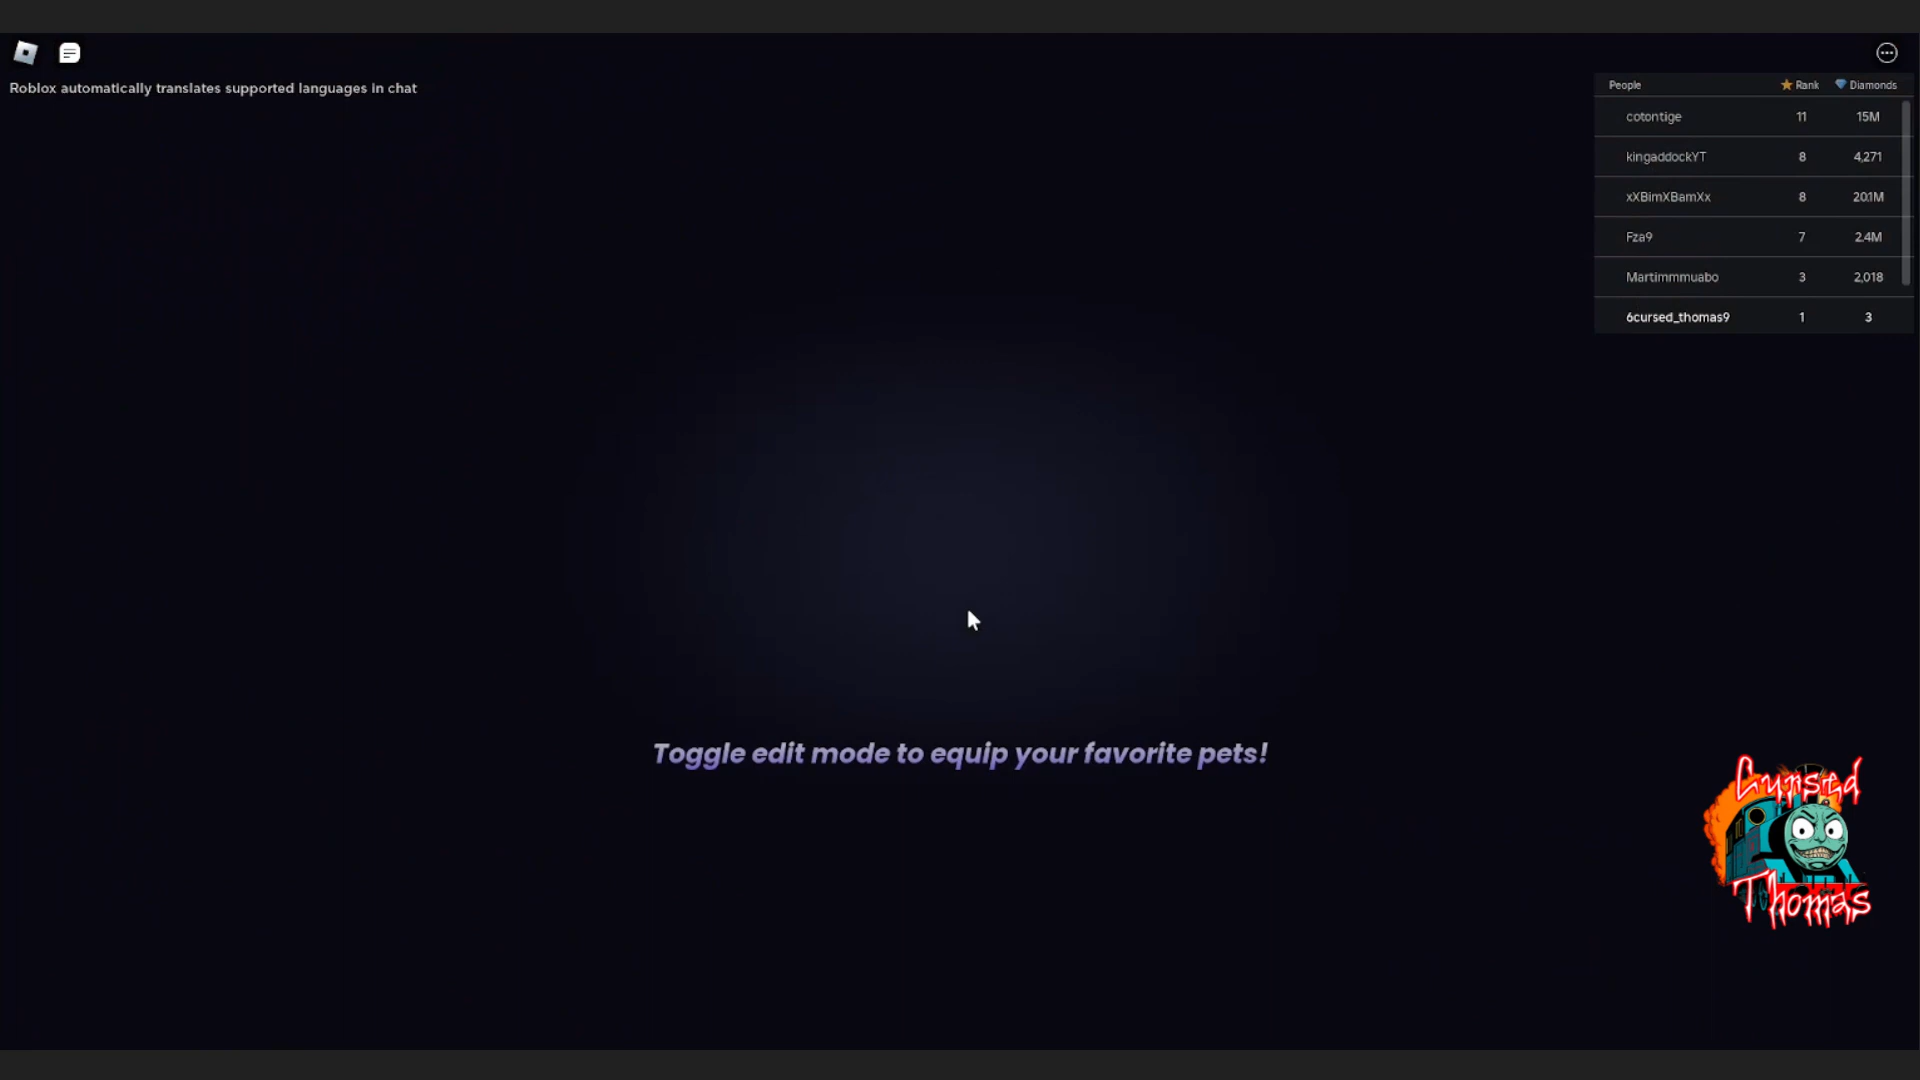 Roblox automatically translates supported languages in chat
People Rank Diamonds
cotontige 11 15M
kingaddockYT 8 4,271
xXBimXBamXx 8 20.1M
Fza9 7 2.4M
Martimmmuabo 3 2,018
6cursed_thomas9 1 3
Toggle edit mode to equip your favorite pets!
Cursed
Thomas